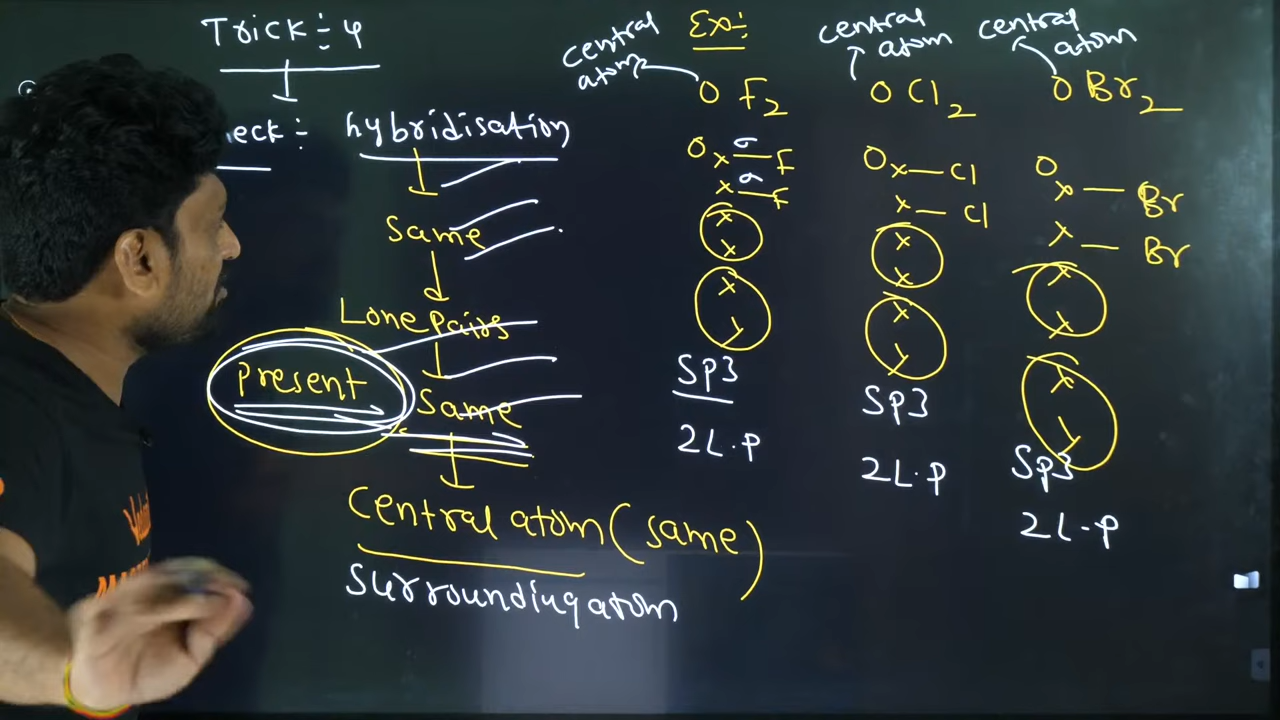 Trick ÷ 4
eck ÷ hybridisation
Same
Lone pairs
present
Same
Central atom (same)
Surrounding atom
Ex ÷
central
atom
O F2
O x — F
σ
x — F
σ
x
x
x
SP3
2L.P
central
atom
O Cl2
O x — Cl
x — Cl
x
x
x
SP3
2L.P
central
atom
O Br2
O
x — Br
x — Br
x
x
x
SP3
2L.P